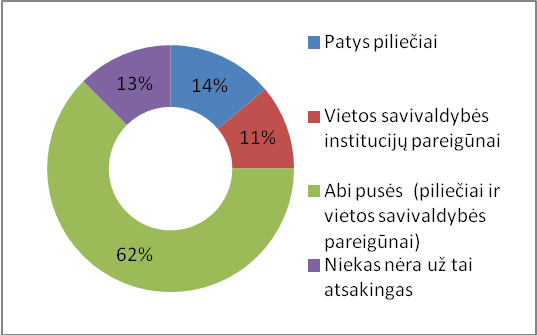 14%
11%
62%
13%
Patys piliečiai
Vietos savivaldybės
institucijų pareigūnai
Abi pusės (piliečiai ir
vietos savivaldybės
pareigūnai)
Niekas nėra už tai
atsakingas